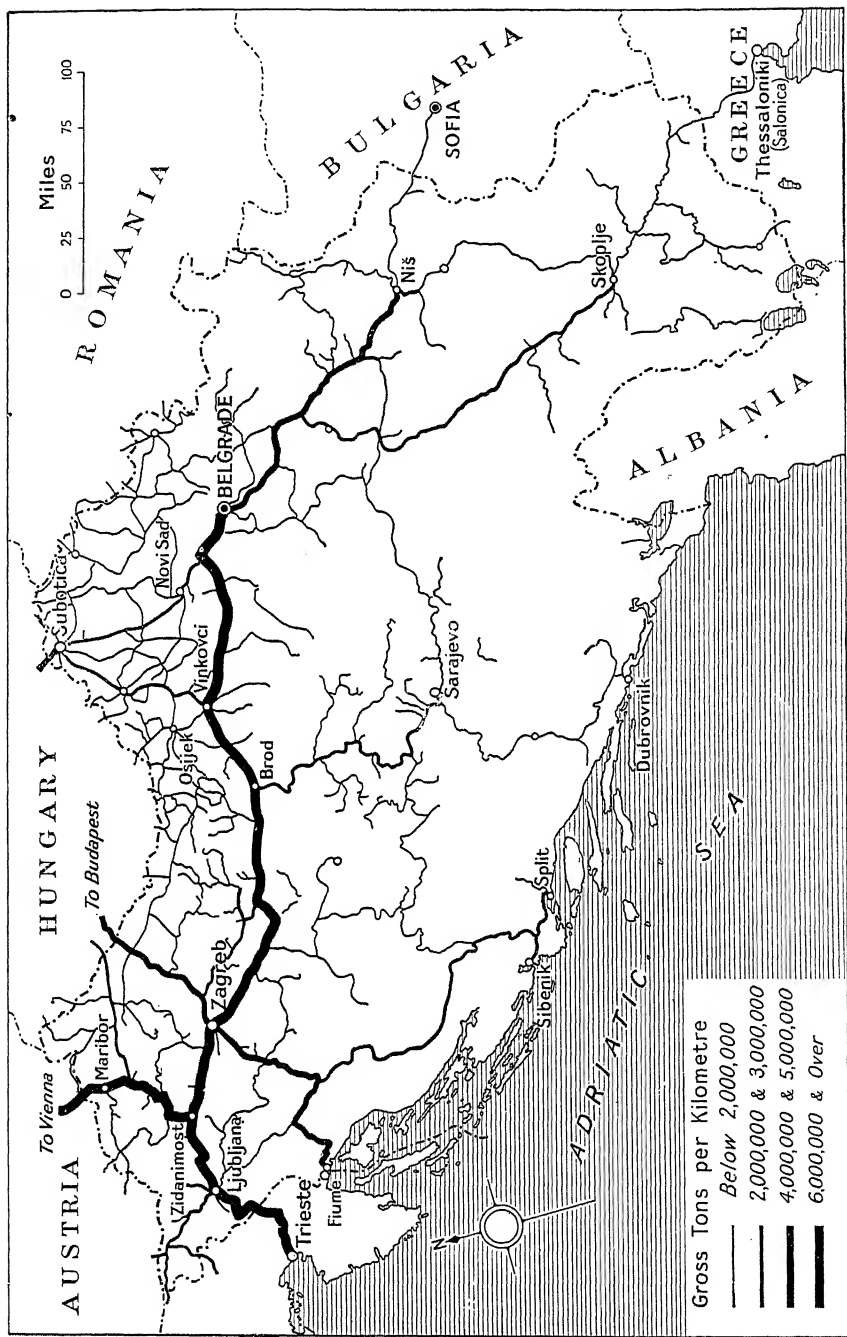 AUSTRIA
HUNGARY
ROMANIA
BULGARIA
GREECE
ALBANIA
ADRIATIC SEA
To Vienna
To Budapest
Maribor
Zidanimost
Ljubljana
Trieste
Fiume
Zagreb
Osijek
Brod
Vinkovci
Subotica
Novi Sad
BELGRADE
Sarajevo
Sibenik
Split
Dubrovnik
Niš
SOFIA
Skoplje
Thessaloniki
(Salonica)
Miles
0 25 50 75 100
N
Gross Tons per Kilometre
Below 2,000,000
2,000,000 & 3,000,000
4,000,000 & 5,000,000
6,000,000 & Over